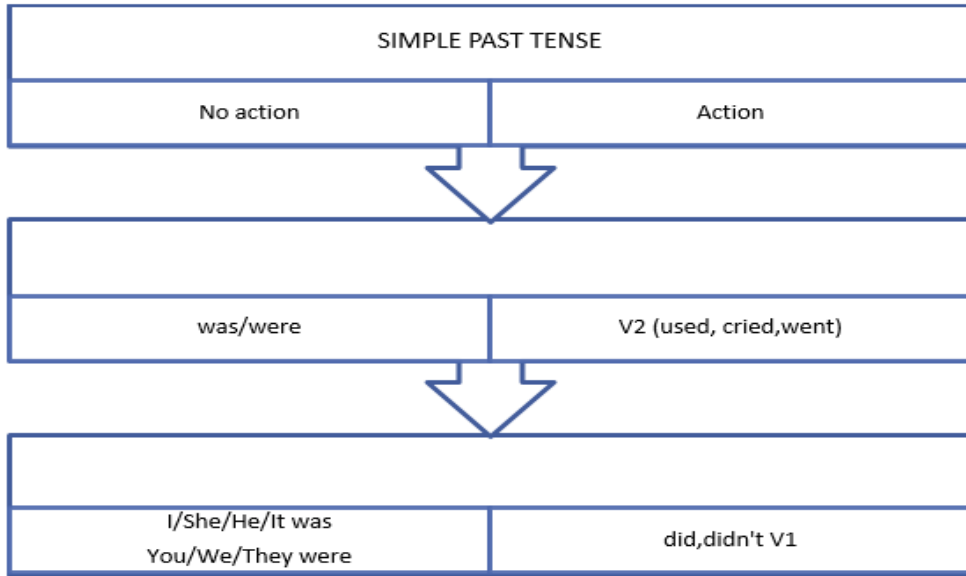 SIMPLE PAST TENSE
No action
Action
was/were
V2 (used, cried,went)
I/She/He/It was
You/We/They were
did,didn't V1